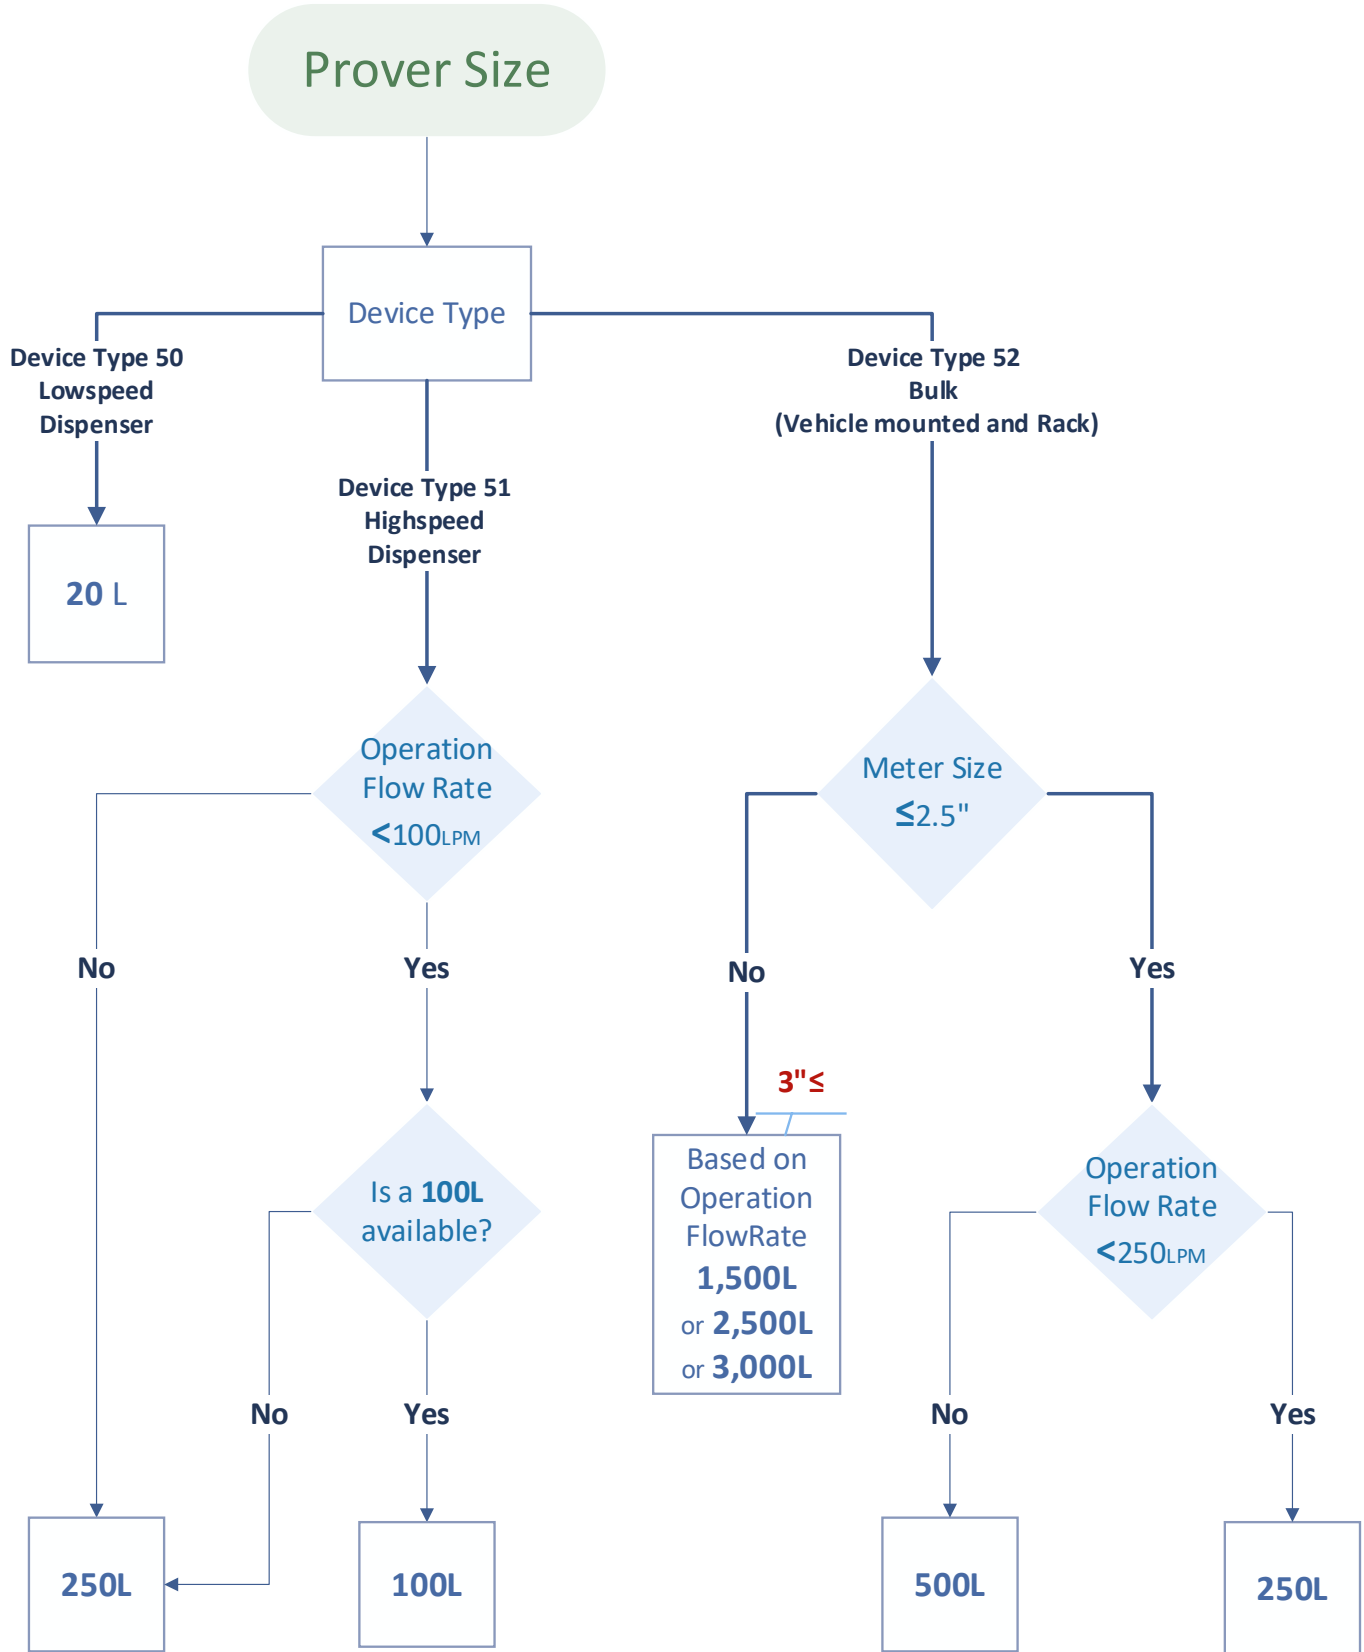 Prover Size
Device Type
Device Type 50
Lowspeed
Dispenser
20 L
Device Type 51
Highspeed
Dispenser
Device Type 52
Bulk
(Vehicle mounted and Rack)
Operation
Flow Rate
<100LPM
No
Yes
Is a 100L
available?
No
Yes
250L
100L
Meter Size
≤2.5"
No
Yes
3"≤
Based on
Operation
FlowRate
1,500L
or 2,500L
or 3,000L
Operation
Flow Rate
<250LPM
No
Yes
500L
250L